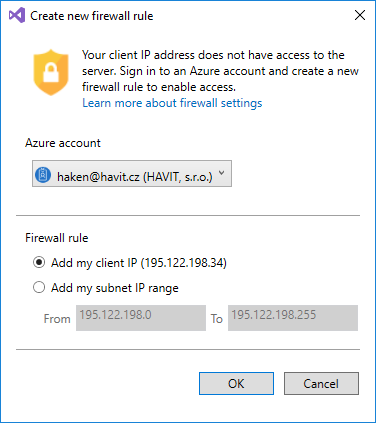 Create new firewall rule
Your client IP address does not have access to the
server. Sign in to an Azure account and create a new
firewall rule to enable access.
Learn more about firewall settings
Azure account
haken@havit.cz (HAVIT, s.r.o.)
Firewall rule
Add my client IP (195.122.198.34)
Add my subnet IP range
From 195.122.198.0 To 195.122.198.255
OK Cancel